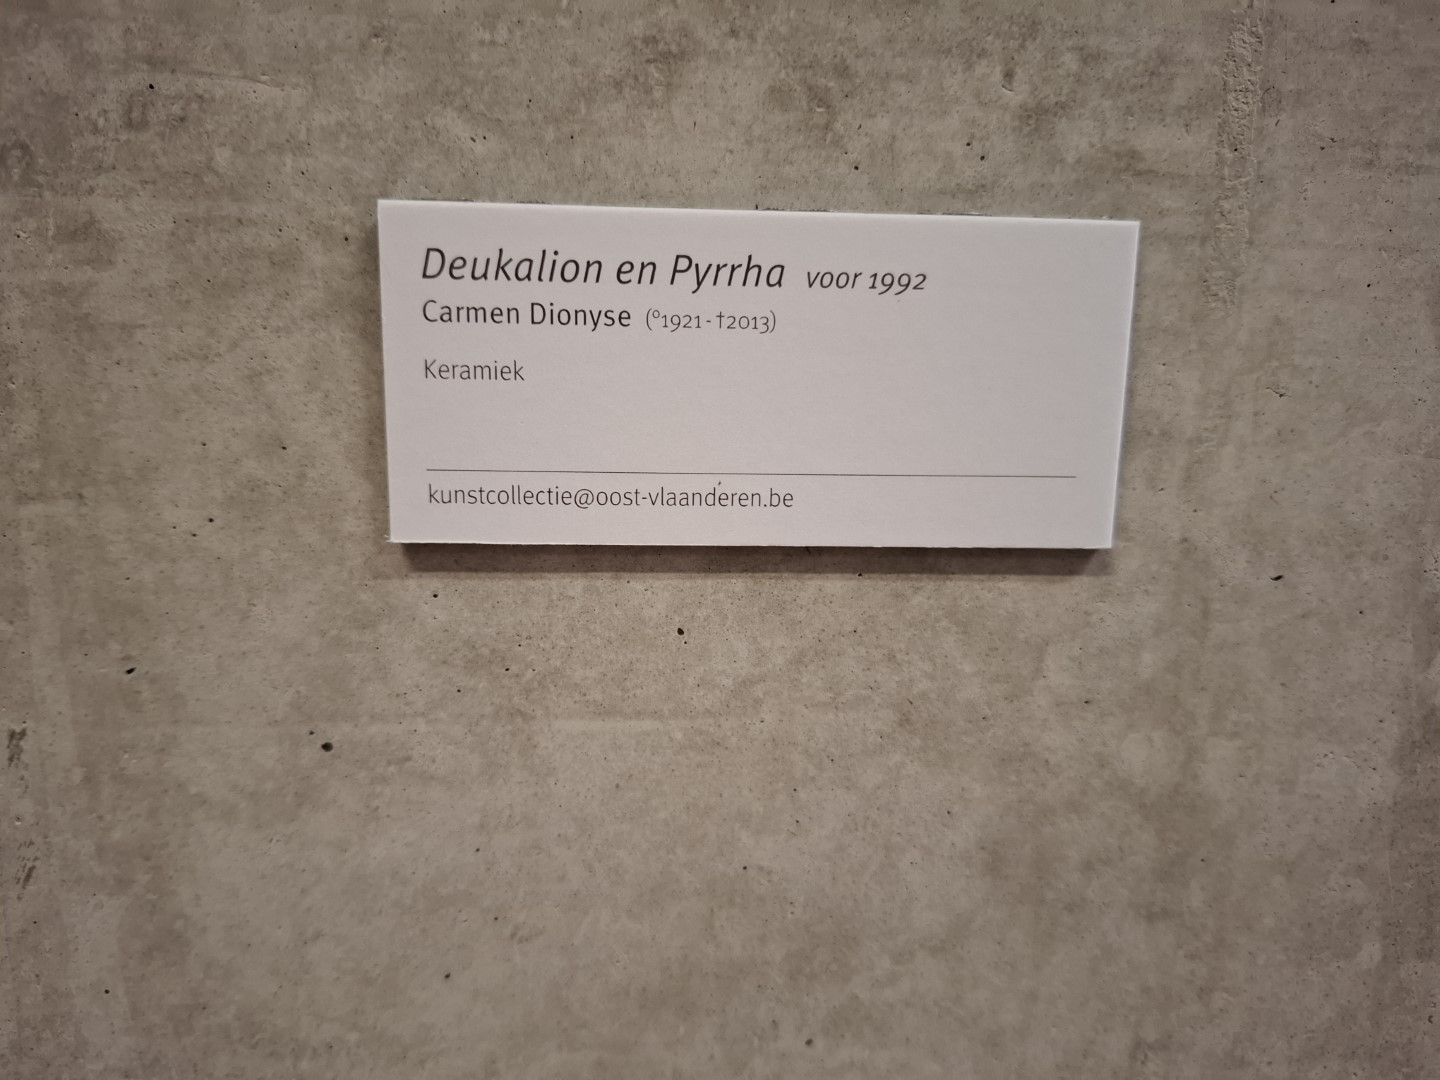 Deukalion en Pyrrha voor 1992
Carmen Dionyse (°1921-†2013)
Keramiek
kunstcollectie@oost-vlaanderen.be